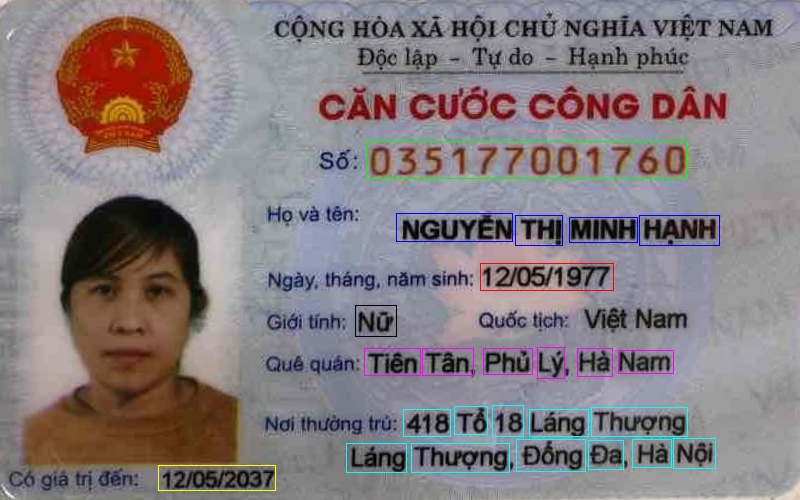 CỘNG HÒA XÃ HỘI CHỦ NGHĨA VIỆT NAM
Độc lập - Tự do - Hạnh phúc
CĂN CƯỚC CÔNG DÂN
Số: 035177001760
Họ và tên: NGUYỄN THỊ MINH HẠNH
Ngày, tháng, năm sinh: 12/05/1977
Giới tính: Nữ Quốc tịch: Việt Nam
Quê quán: Tiên Tân, Phủ Lý, Hà Nam
Nơi thường trú: 418 Tổ 18 Láng Thượng
Láng Thượng, Đống Đa, Hà Nội
Có giá trị đến: 12/05/2037